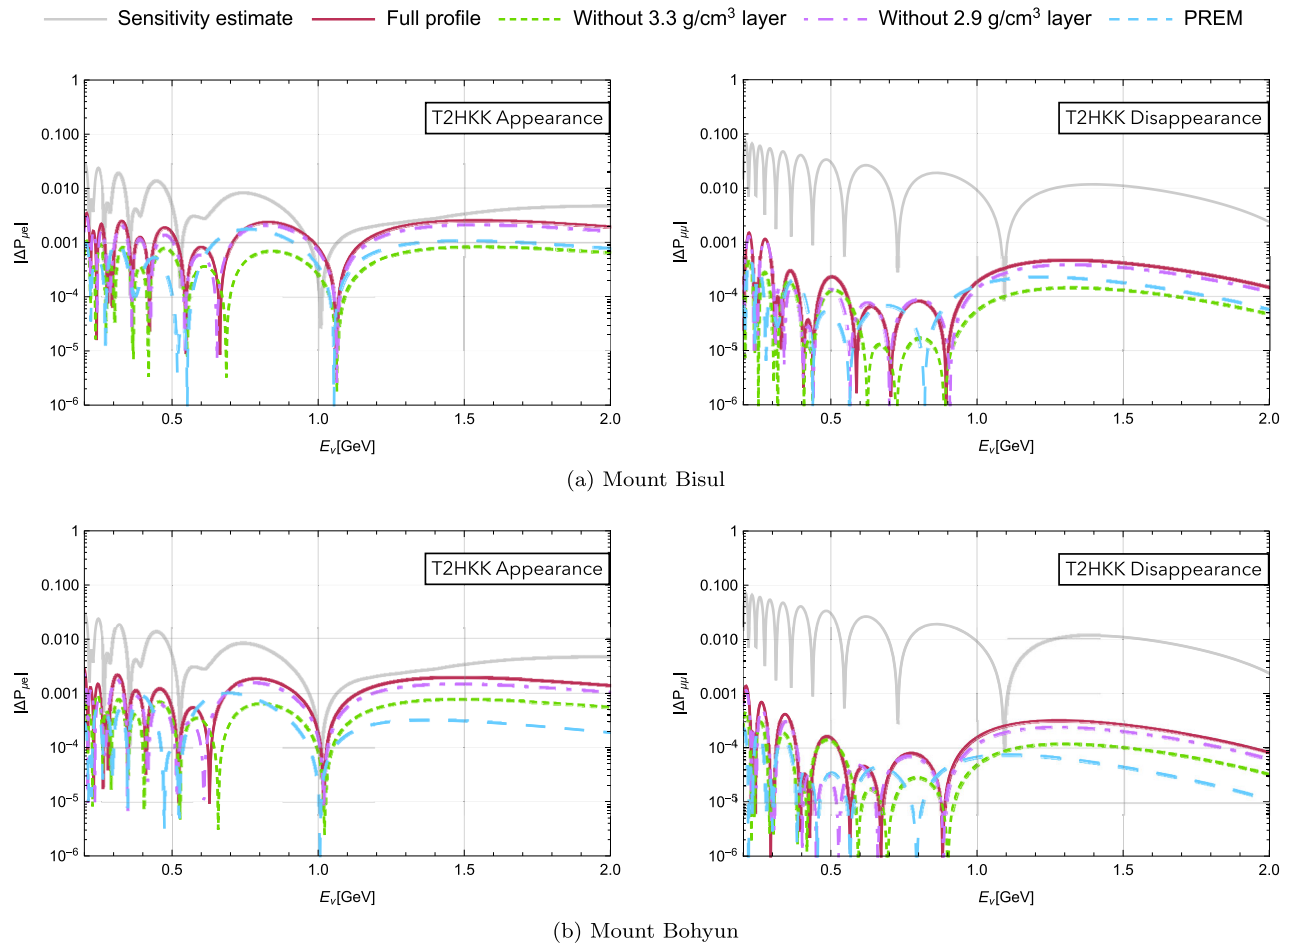 Sensitivity estimate Full profile Without 3.3 g/cm³ layer Without 2.9 g/cm³ layer PREM
1
0.100
0.010
0.001
10⁻⁴
10⁻⁵
10⁻⁶
|ΔPμe|
T2HKK Appearance
0.5 1.0 1.5 2.0
Eν[GeV]
1
0.100
0.010
0.001
10⁻⁴
10⁻⁵
10⁻⁶
|ΔPμμ|
T2HKK Disappearance
0.5 1.0 1.5 2.0
Eν[GeV]
(a) Mount Bisul
1
0.100
0.010
0.001
10⁻⁴
10⁻⁵
10⁻⁶
|ΔPμe|
T2HKK Appearance
0.5 1.0 1.5 2.0
Eν[GeV]
1
0.100
0.010
0.001
10⁻⁴
10⁻⁵
10⁻⁶
|ΔPμμ|
T2HKK Disappearance
0.5 1.0 1.5 2.0
Eν[GeV]
(b) Mount Bohyun